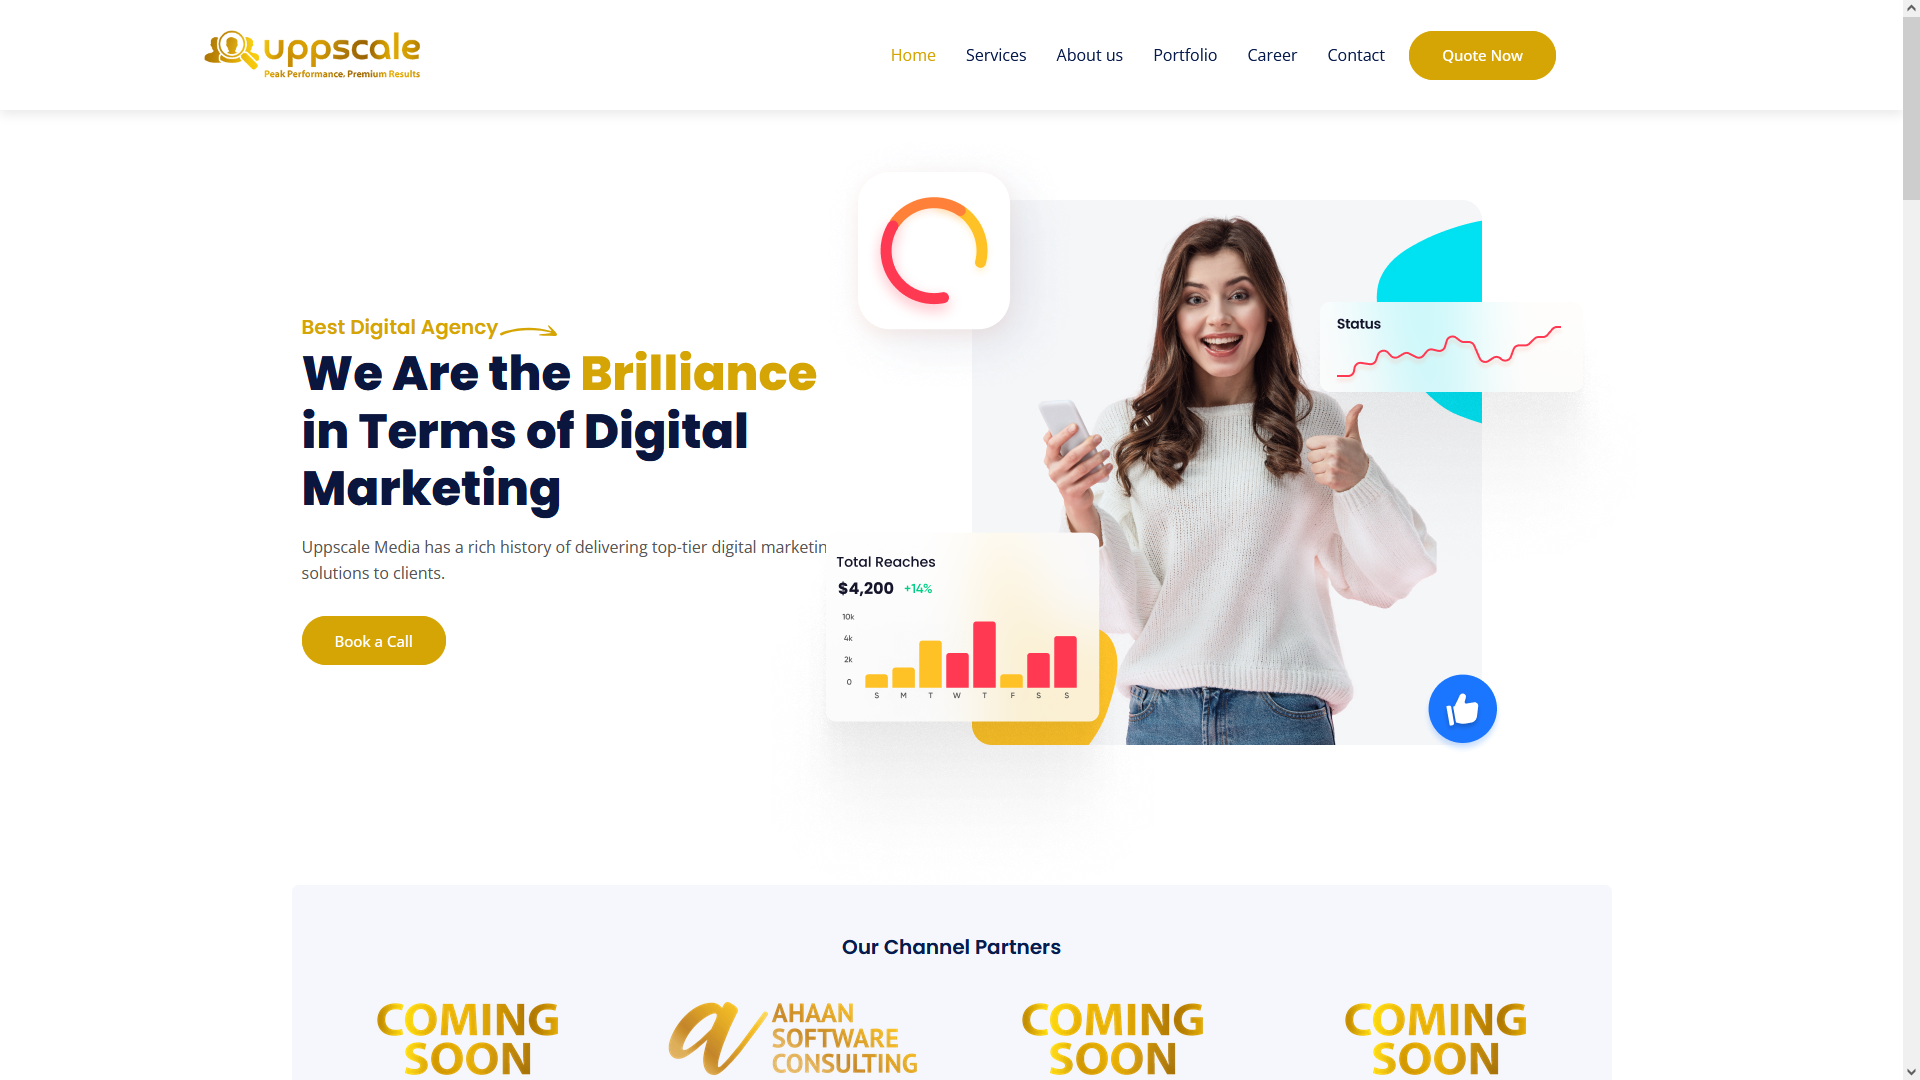 uppscale
Peak Performance. Premium Results
Home
Services
About us
Portfolio
Career
Contact
Quote Now
Best Digital Agency
We Are the Brilliance
in Terms of Digital
Marketing
Uppscale Media has a rich history of delivering top-tier digital marketin
solutions to clients.
Book a Call
Status
Total Reaches
$4,200 +14%
10k
4k
2k
0
S M T W T F S S
Our Channel Partners
COMING
SOON
AHAAN
SOFTWARE
CONSULTING
COMING
SOON
COMING
SOON